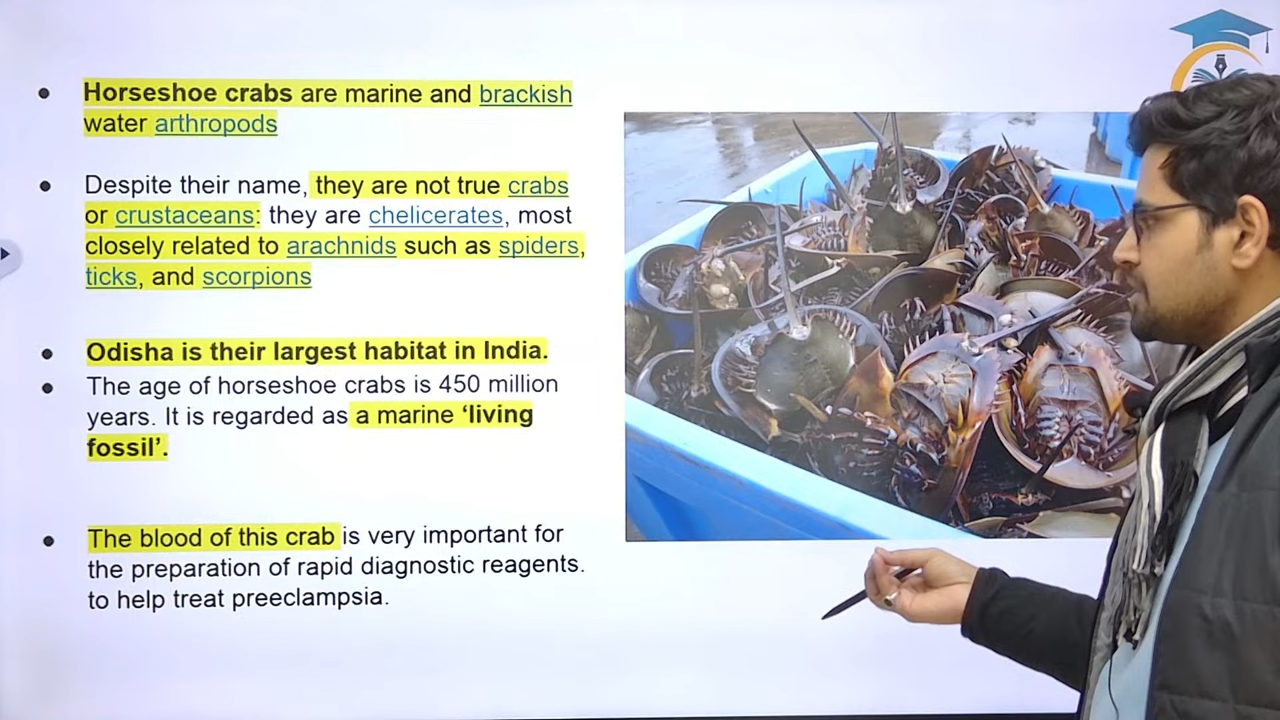 Horseshoe crabs are marine and brackish
water arthropods
Despite their name, they are not true crabs
or crustaceans: they are chelicerates, most
closely related to arachnids such as spiders,
ticks, and scorpions
Odisha is their largest habitat in India.
The age of horseshoe crabs is 450 million
years. It is regarded as a marine ‘living
fossil’.
The blood of this crab is very important for
the preparation of rapid diagnostic reagents.
to help treat preeclampsia.